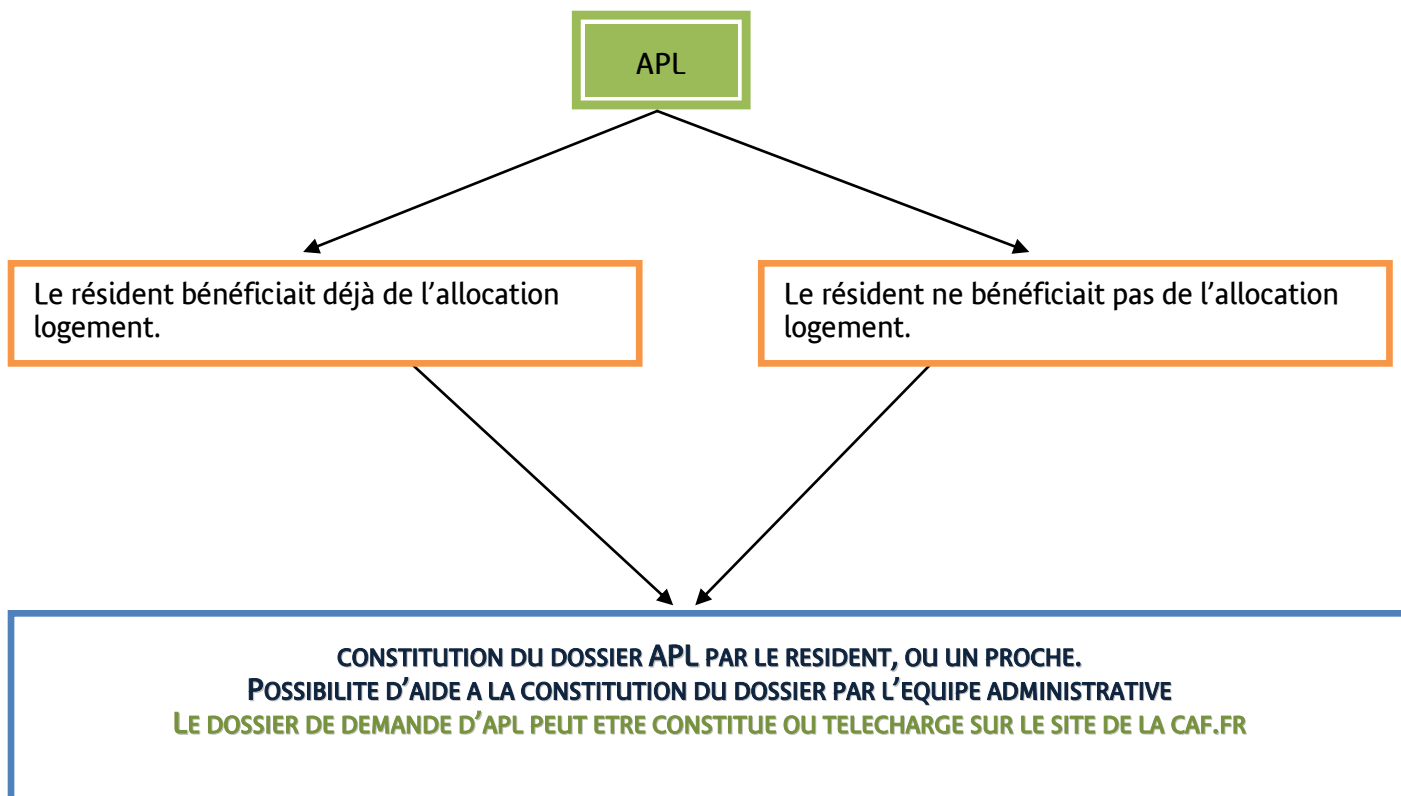 APL
Le résident bénéficiait déjà de l’allocation
logement.
Le résident ne bénéficiait pas de l’allocation
logement.
CONSTITUTION DU DOSSIER APL PAR LE RESIDENT, OU UN PROCHE.
POSSIBILITE D’AIDE A LA CONSTITUTION DU DOSSIER PAR L’EQUIPE ADMINISTRATIVE
LE DOSSIER DE DEMANDE D’APL PEUT ETRE CONSTITUE OU TELECHARGE SUR LE SITE DE LA CAF.FR